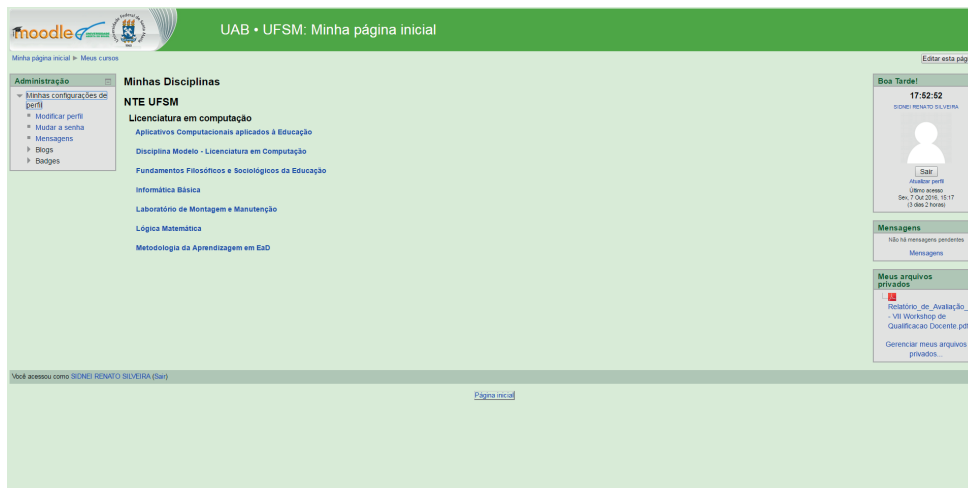 moodle
UAB • UFSM: Minha página inicial
Minha página inicial ► Meus cursos
Editar esta pág
Administração
Minhas configurações de
perfil
Modificar perfil
Mudar a senha
Mensagens
Blogs
Badges
Minhas Disciplinas
NTE UFSM
Licenciatura em computação
Aplicativos Computacionais aplicados à Educação
Disciplina Modelo - Licenciatura em Computação
Fundamentos Filosóficos e Sociológicos da Educação
Informática Básica
Laboratório de Montagem e Manutenção
Lógica Matemática
Metodologia da Aprendizagem em EaD
Boa Tarde!
17:52:52
SIDNEI RENATO SILVEIRA
Sair
Atualizar perfil
Último acesso
Sex, 7 Out 2016, 15:17
(3 dias 2 horas)
Mensagens
Não há mensagens pendentes
Mensagens
Meus arquivos
privados
Relatório_de_Avaliação_
- VII Workshop de
Qualificacao Docente.pdf
Gerenciar meus arquivos
privados...
Você acessou como SIDNEI RENATO SILVEIRA (Sair)
Página inicial